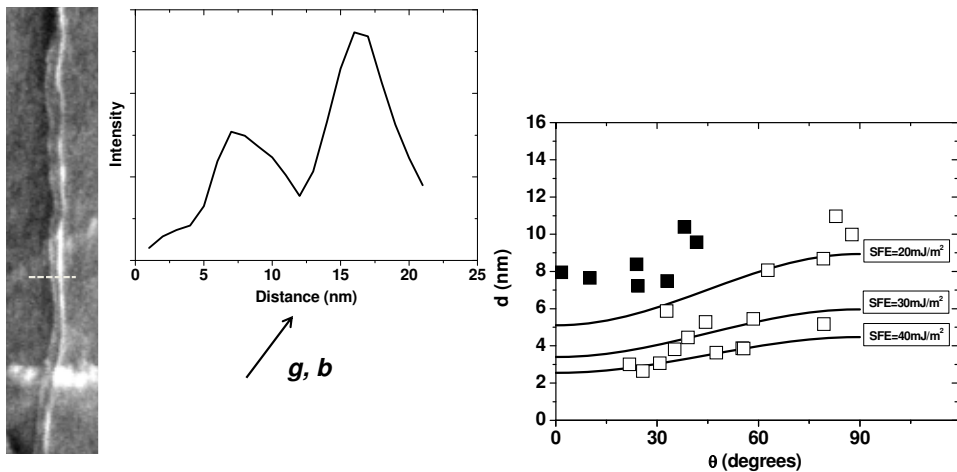 Intensity
0 5 10 15 20 25
Distance (nm)
g, b
16
14
12
10
8
6
4
2
0
d (nm)
SFE=20mJ/m²
SFE=30mJ/m²
SFE=40mJ/m²
0 30 60 90
θ (degrees)